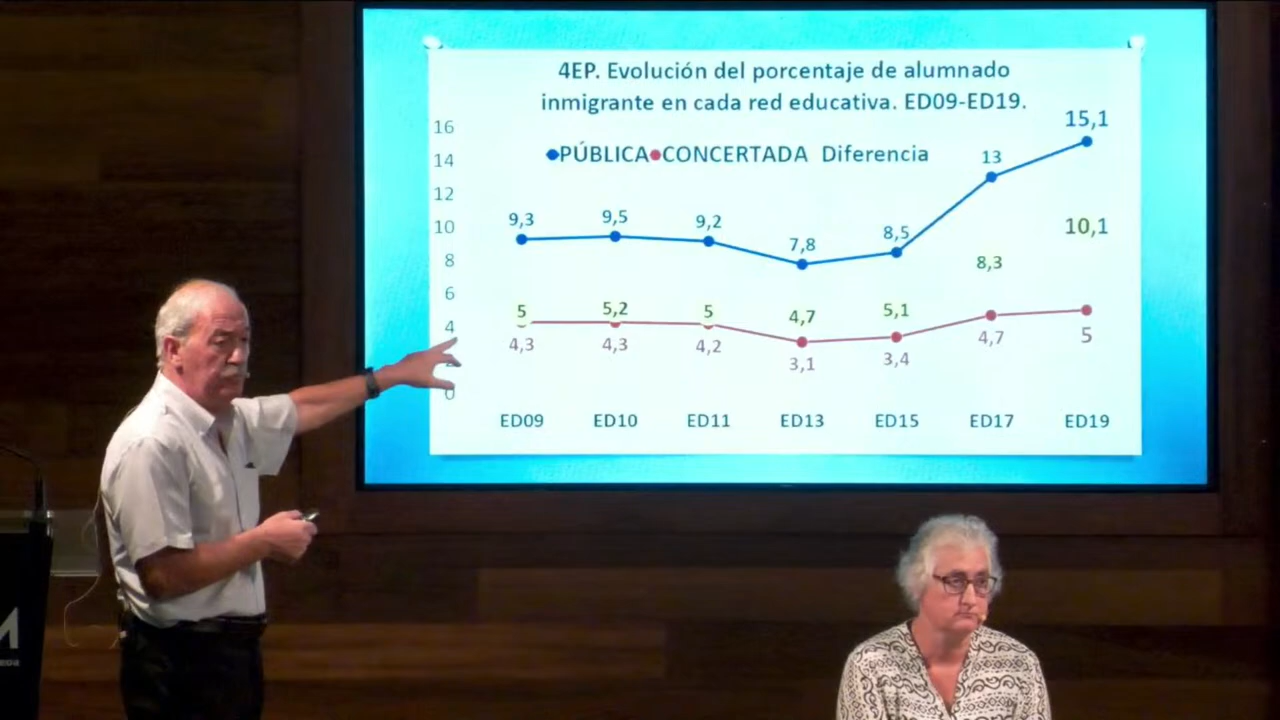 4EP. Evolución del porcentaje de alumnado
inmigrante en cada red educativa. ED09-ED19.
PÚBLICA CONCERTADA Diferencia
16
14
12
10
8
6
4
0
9,3 9,5 9,2 7,8 8,5 13 15,1
5 5,2 5 4,7 5,1 8,3 10,1
4,3 4,3 4,2 3,1 3,4 4,7 5
ED09 ED10 ED11 ED13 ED15 ED17 ED19